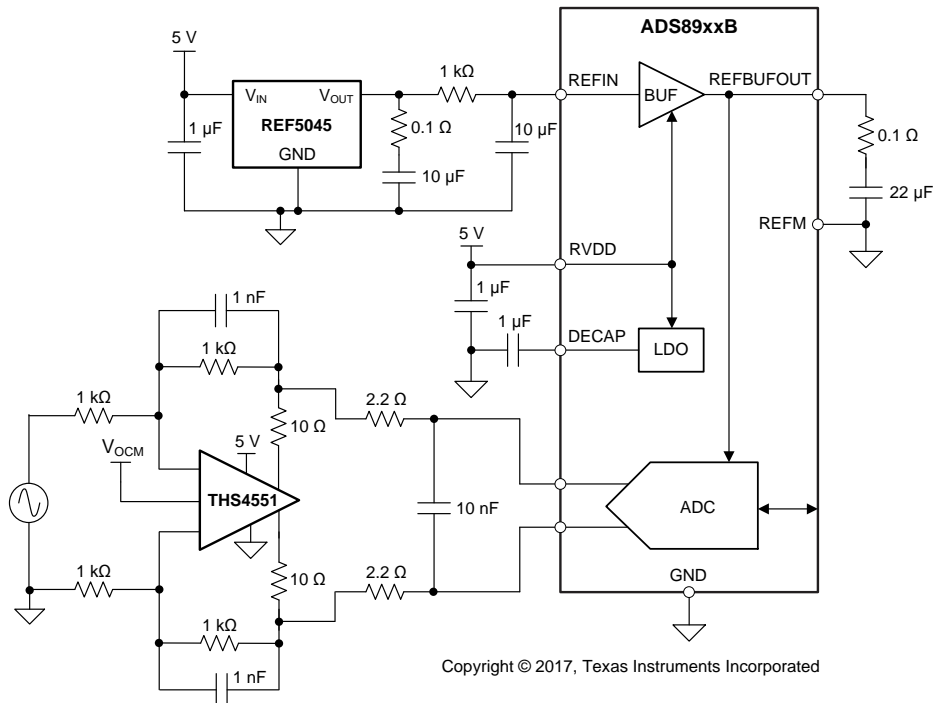 ADS89xxB
5 V
1 kΩ
REFIN
REFBUFOUT
VIN
VOUT
BUF
REF5045
0.1 Ω
1 µF
10 µF
0.1 Ω
GND
10 µF
22 µF
REFM
5 V
RVDD
1 µF
1 nF
1 µF
DECAP
LDO
1 kΩ
1 kΩ
2.2 Ω
10 Ω
VOCM
5 V
THS4551
10 nF
ADC
1 kΩ
10 Ω
2.2 Ω
GND
1 kΩ
1 nF
Copyright © 2017, Texas Instruments Incorporated